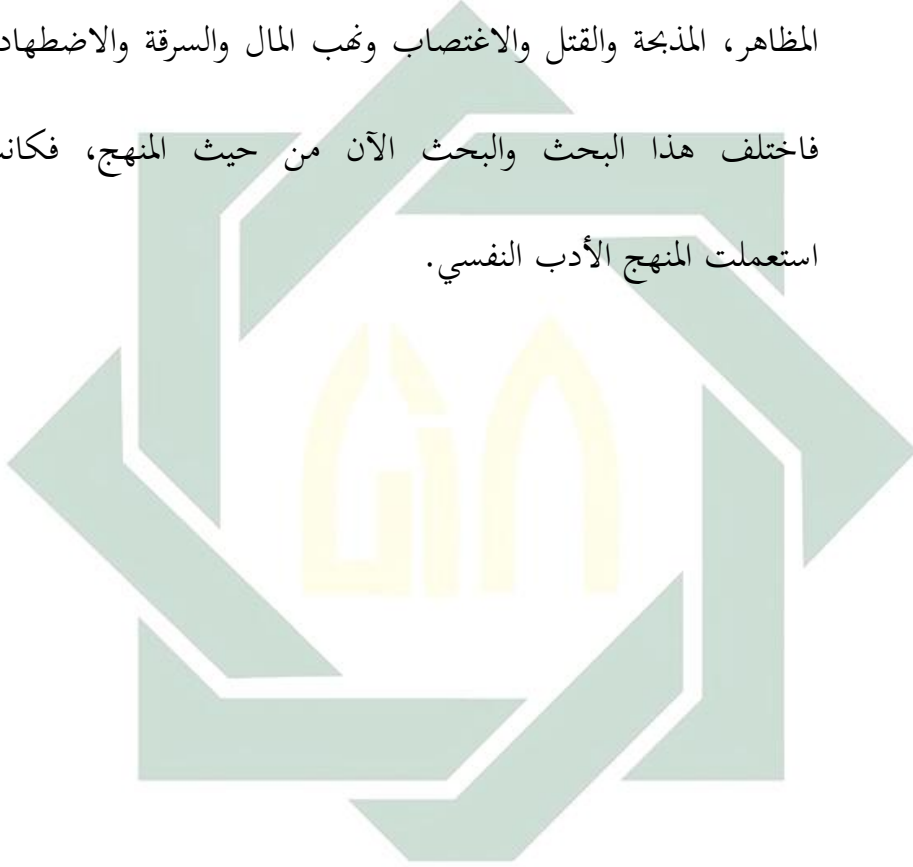 المظاهر، المذبحة والقتل والاغتصاب ونهب المال والسرقة والاضطهاد
فاختلف هذا البحث والبحث الآن من حيث المنهج، فكانت
استعملت المنهج الأدب النفسي.